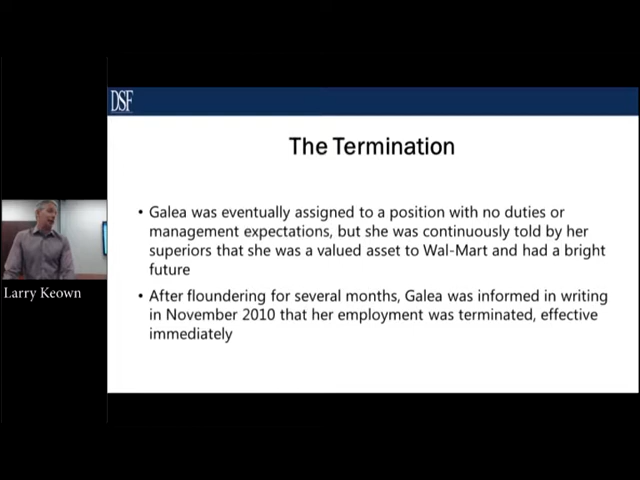 DSF
The Termination
• Galea was eventually assigned to a position with no duties or
management expectations, but she was continuously told by her
superiors that she was a valued asset to Wal-Mart and had a bright
future
Larry Keown
• After floundering for several months, Galea was informed in writing
in November 2010 that her employment was terminated, effective
immediately